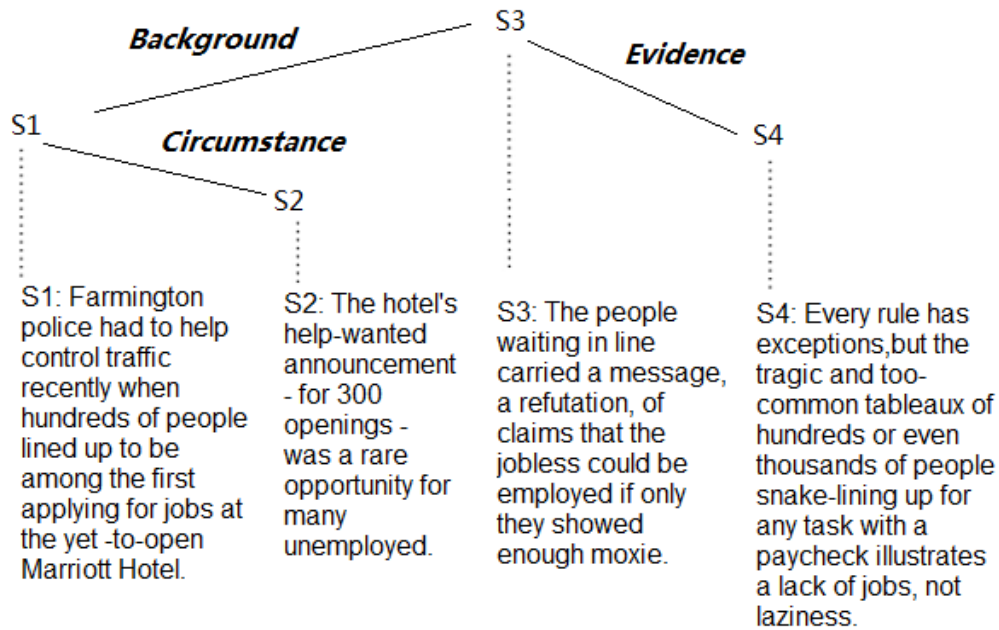 S3
Background
Evidence
S1
Circumstance
S4
S2
S1: Farmington
police had to help
control traffic
recently when
hundreds of people
lined up to be
among the first
applying for jobs at
the yet -to-open
Marriott Hotel.
S2: The hotel's
help-wanted
announcement
- for 300
openings -
was a rare
opportunity for
many
unemployed.
S3: The people
waiting in line
carried a message,
a refutation, of
claims that the
jobless could be
employed if only
they showed
enough moxie.
S4: Every rule has
exceptions,but the
tragic and too-
common tableaux of
hundreds or even
thousands of people
snake-lining up for
any task with a
paycheck illustrates
a lack of jobs, not
laziness.